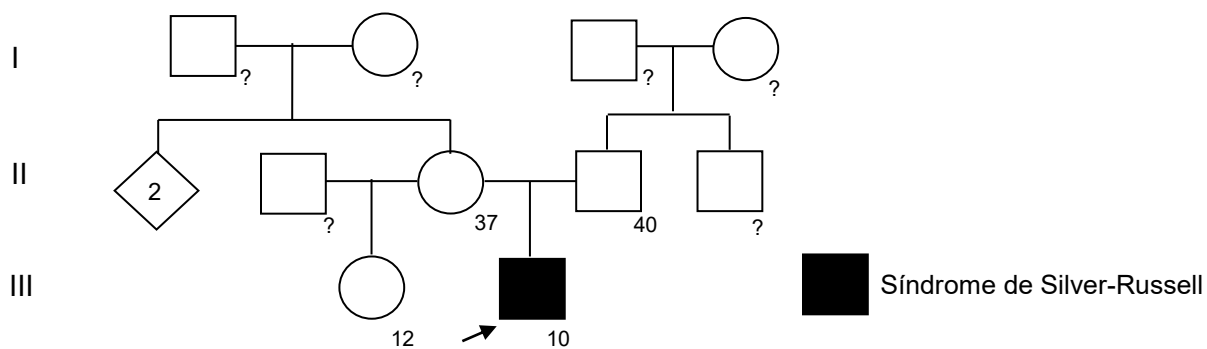 I
? ? ? ?
II
2
? 37 40 ?
III
12 10
Síndrome de Silver-Russell